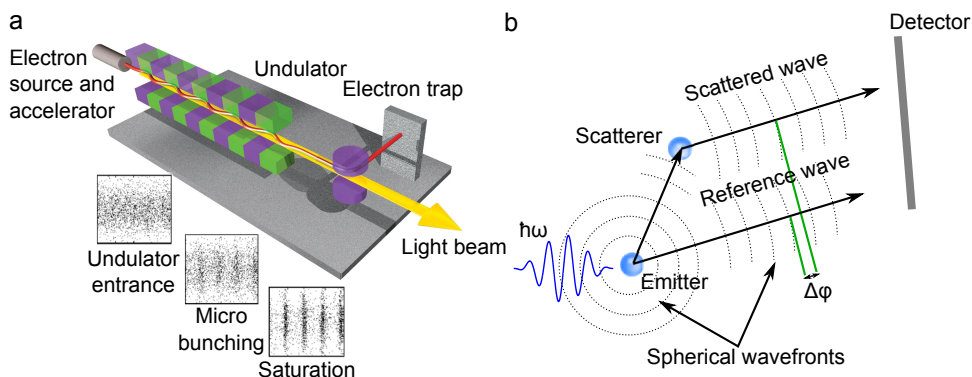 a
Electron
source and
accelerator
Undulator
Electron trap
Light beam
Undulator
entrance
Micro
bunching
Saturation
b
Detector
Scattered wave
Scatterer
Reference wave
ħω
Emitter
Δφ
Spherical wavefronts